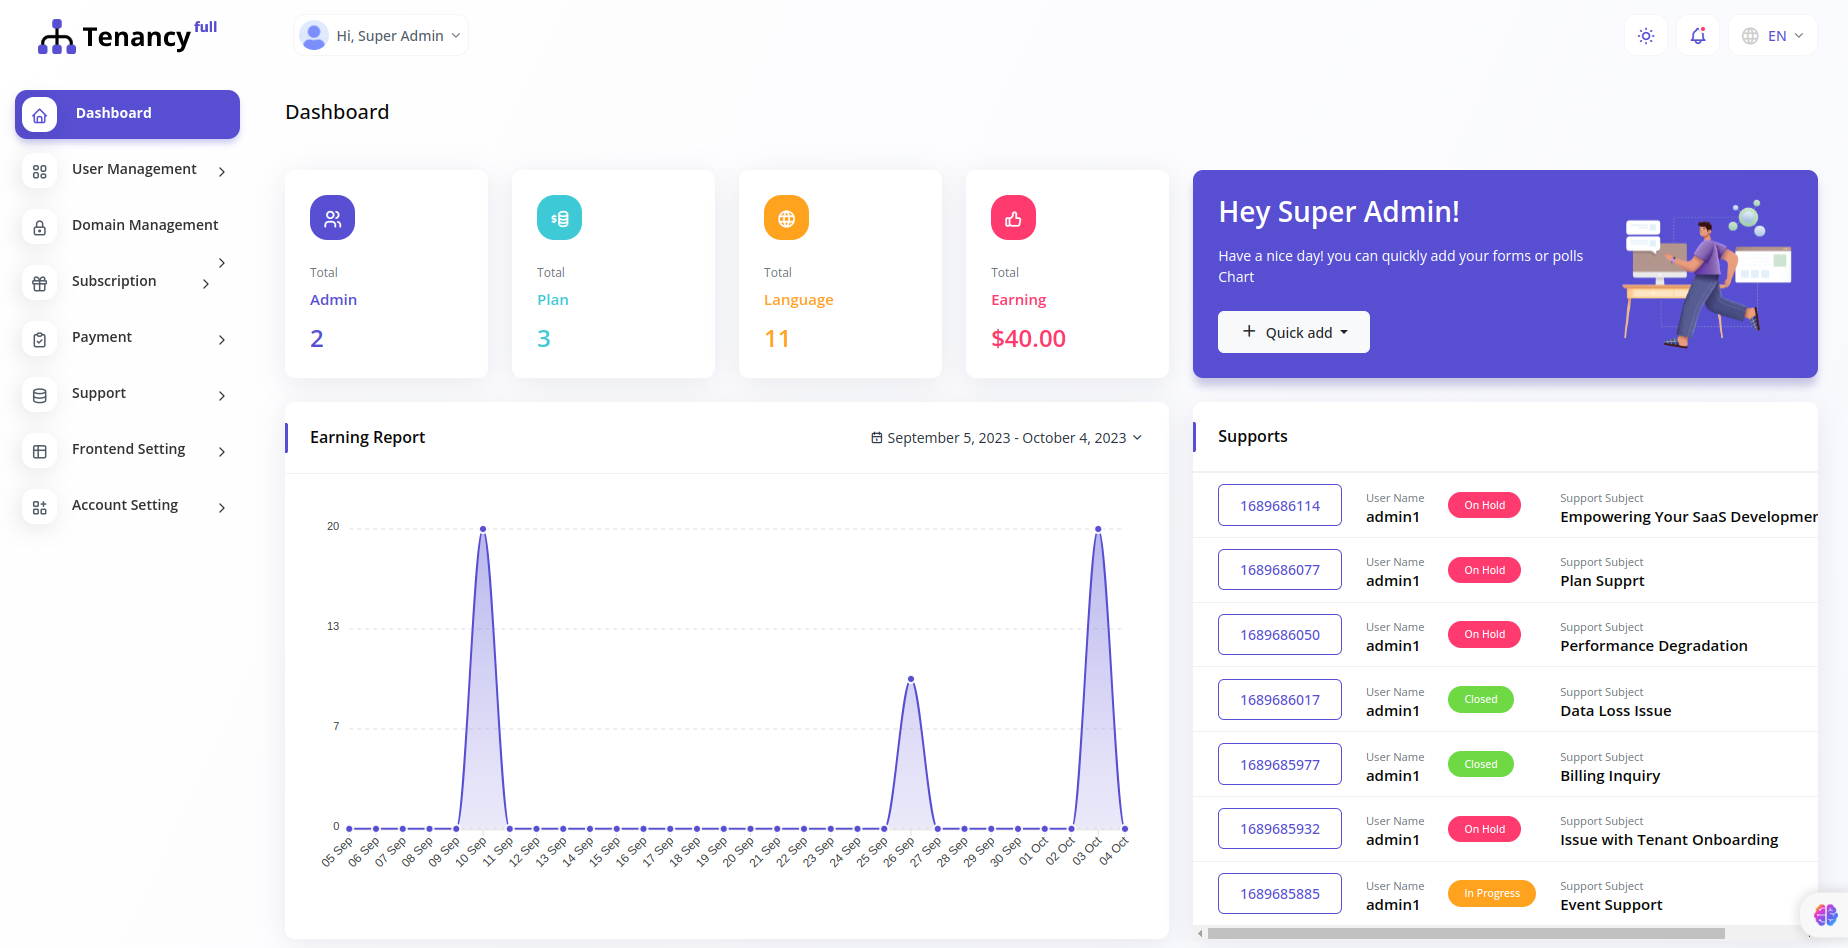 Tenancy full
Hi, Super Admin
EN
Dashboard
User Management
Domain Management
Subscription
Payment
Support
Frontend Setting
Account Setting
Dashboard
Total
Admin
2
Total
Plan
3
Total
Language
11
Total
Earning
$40.00
Hey Super Admin!
Have a nice day! you can quickly add your forms or polls
Chart
Quick add
Earning Report
September 5, 2023 - October 4, 2023
20
13
7
0
05 Sep
06 Sep
07 Sep
08 Sep
09 Sep
10 Sep
11 Sep
12 Sep
13 Sep
14 Sep
15 Sep
16 Sep
17 Sep
18 Sep
19 Sep
20 Sep
21 Sep
22 Sep
23 Sep
24 Sep
25 Sep
26 Sep
27 Sep
28 Sep
29 Sep
30 Sep
01 Oct
02 Oct
03 Oct
04 Oct
Supports
1689686114
User Name
admin1
On Hold
Support Subject
Empowering Your SaaS Developmer
1689686077
User Name
admin1
On Hold
Support Subject
Plan Supprt
1689686050
User Name
admin1
On Hold
Support Subject
Performance Degradation
1689686017
User Name
admin1
Closed
Support Subject
Data Loss Issue
1689685977
User Name
admin1
Closed
Support Subject
Billing Inquiry
1689685932
User Name
admin1
On Hold
Support Subject
Issue with Tenant Onboarding
1689685885
User Name
admin1
In Progress
Support Subject
Event Support